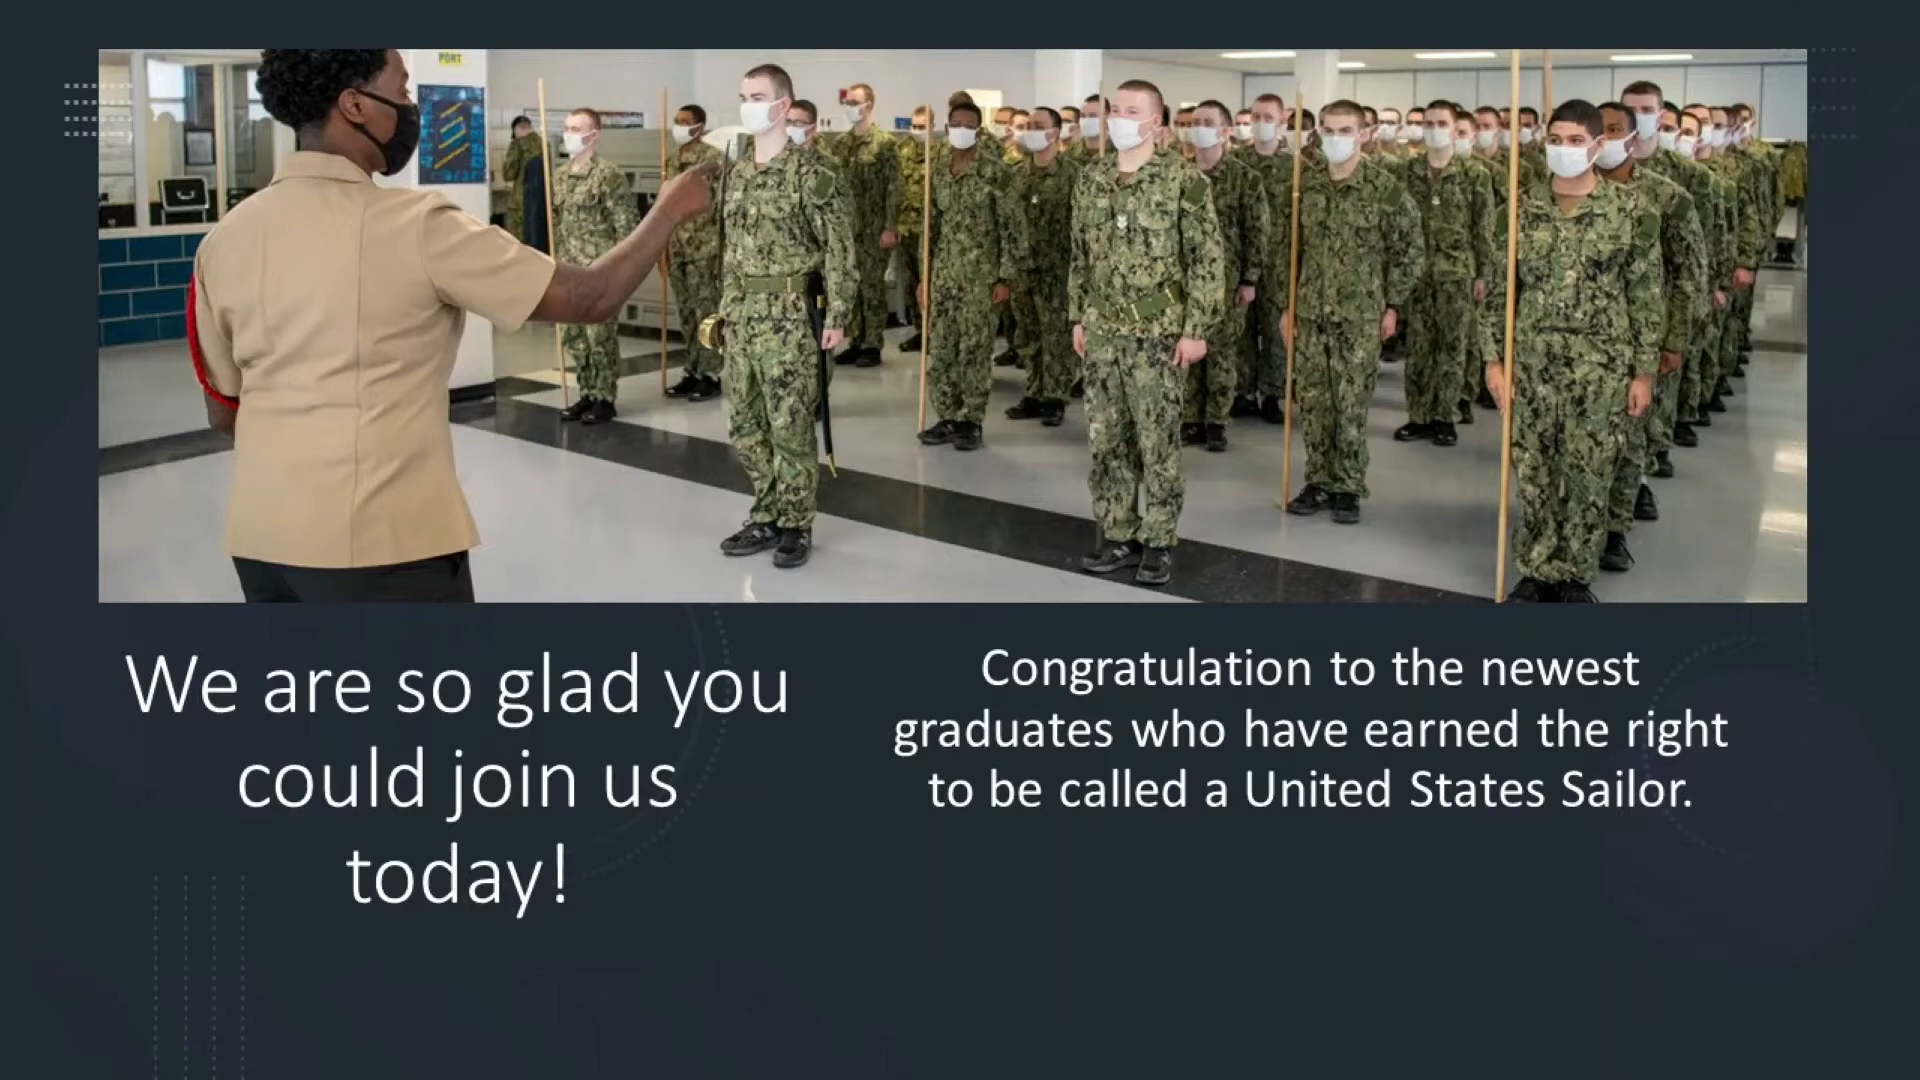 PORT
We are so glad you
could join us
today!
Congratulation to the newest
graduates who have earned the right
to be called a United States Sailor.